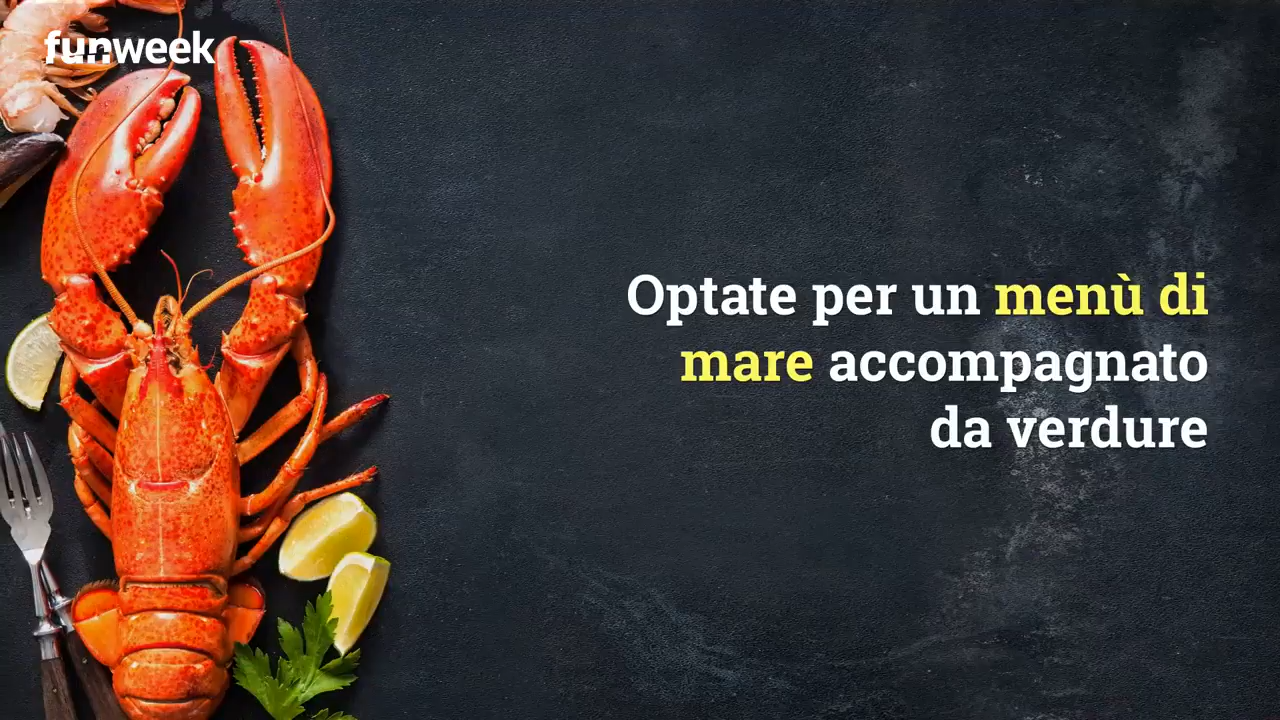 funweek
Optate per un menù di
mare accompagnato
da verdure